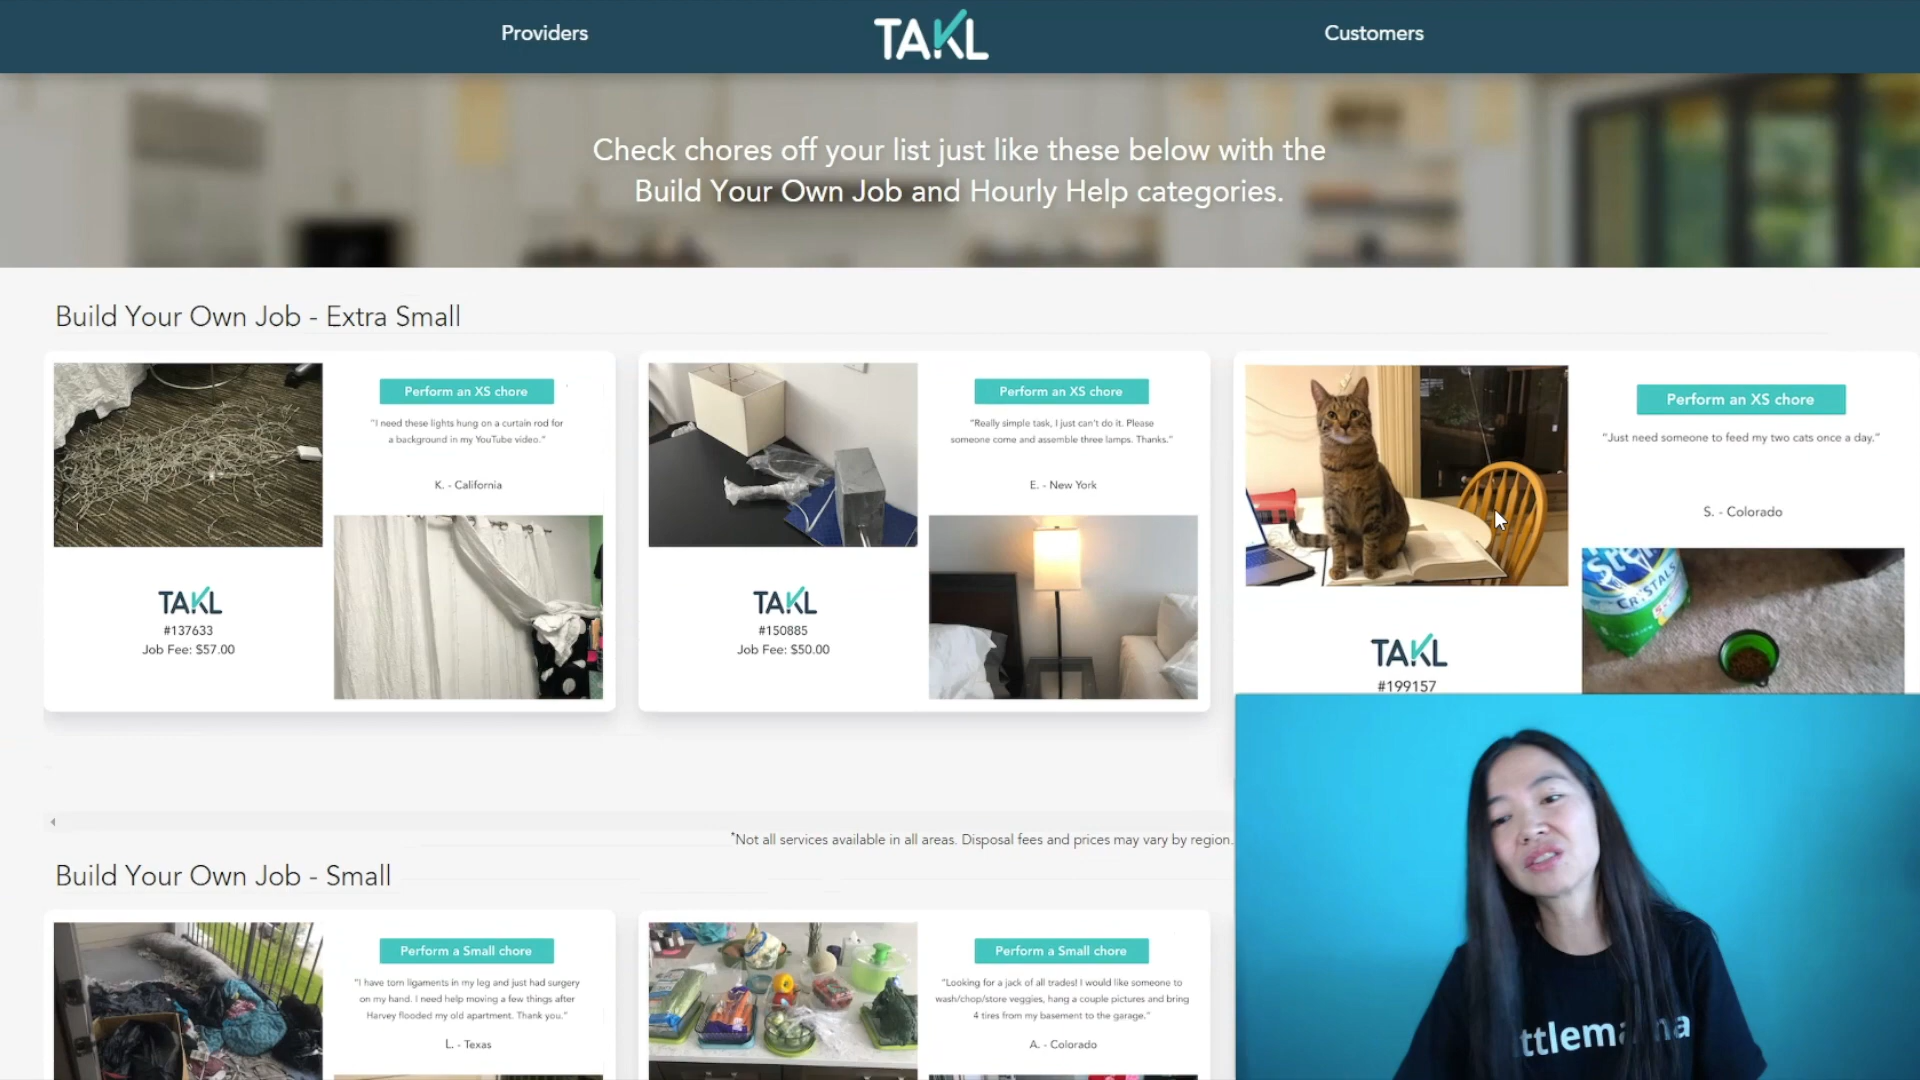 Providers
TAKL
Customers
Check chores off your list just like these below with the
Build Your Own Job and Hourly Help categories.
Build Your Own Job - Extra Small
Perform an XS chore
"I need these lights hung on a curtain rod for
a background in my YouTube video."
K. - California
TAKL
#137633
Job Fee: $57.00
Perform an XS chore
"Really simple task, I just can't do it. Please
someone come and assemble three lamps. Thanks."
E. - New York
TAKL
#150885
Job Fee: $50.00
Perform an XS chore
"Just need someone to feed my two cats once a day."
S. - Colorado
CRYSTALS
TAKL
#199157
*Not all services available in all areas. Disposal fees and prices may vary by region.
Build Your Own Job - Small
Perform a Small chore
"I have torn ligaments in my leg and just had surgery
on my hand. I need help moving a few things after
Harvey flooded my old apartment. Thank you."
L. - Texas
Perform a Small chore
"Looking for a jack of all trades! I would like someone to
wash/chop/store veggies, hang a couple pictures and bring
4 tires from my basement to the garage."
A. - Colorado